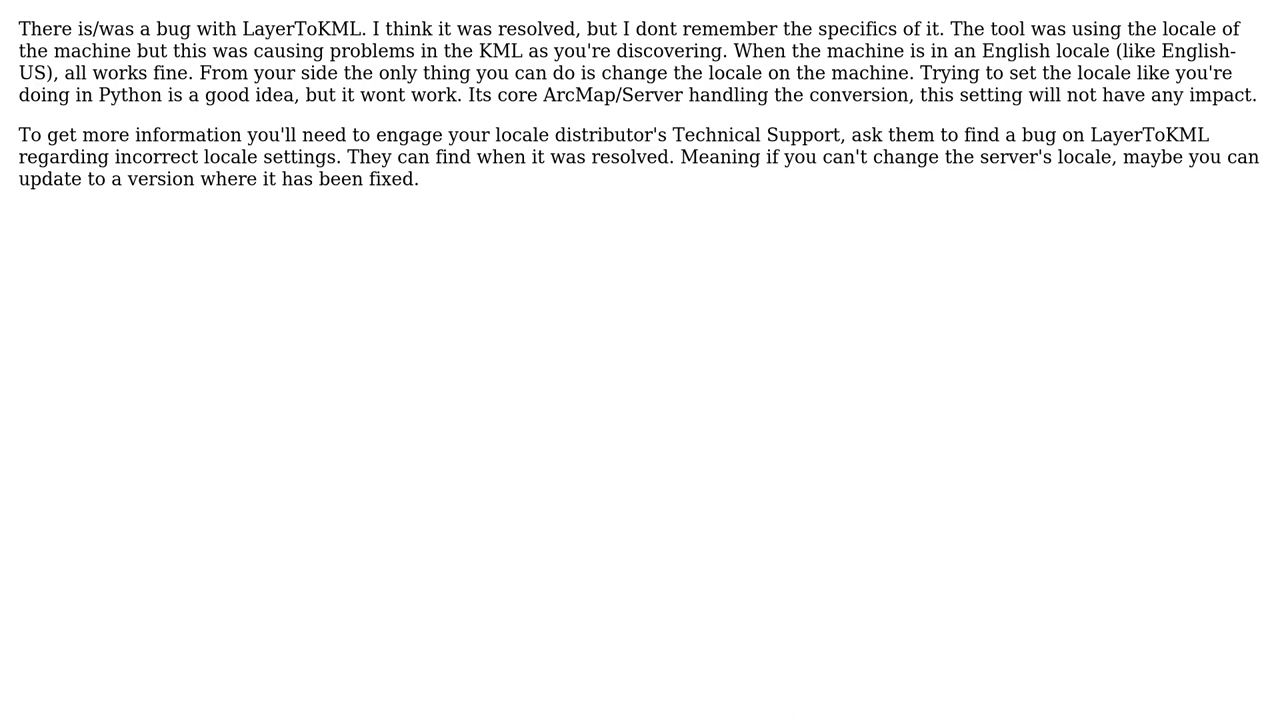 There is/was a bug with LayerToKML. I think it was resolved, but I dont remember the specifics of it. The tool was using the locale of
the machine but this was causing problems in the KML as you're discovering. When the machine is in an English locale (like English-
US), all works fine. From your side the only thing you can do is change the locale on the machine. Trying to set the locale like you're
doing in Python is a good idea, but it wont work. Its core ArcMap/Server handling the conversion, this setting will not have any impact.
To get more information you'll need to engage your locale distributor's Technical Support, ask them to find a bug on LayerToKML
regarding incorrect locale settings. They can find when it was resolved. Meaning if you can't change the server's locale, maybe you can
update to a version where it has been fixed.